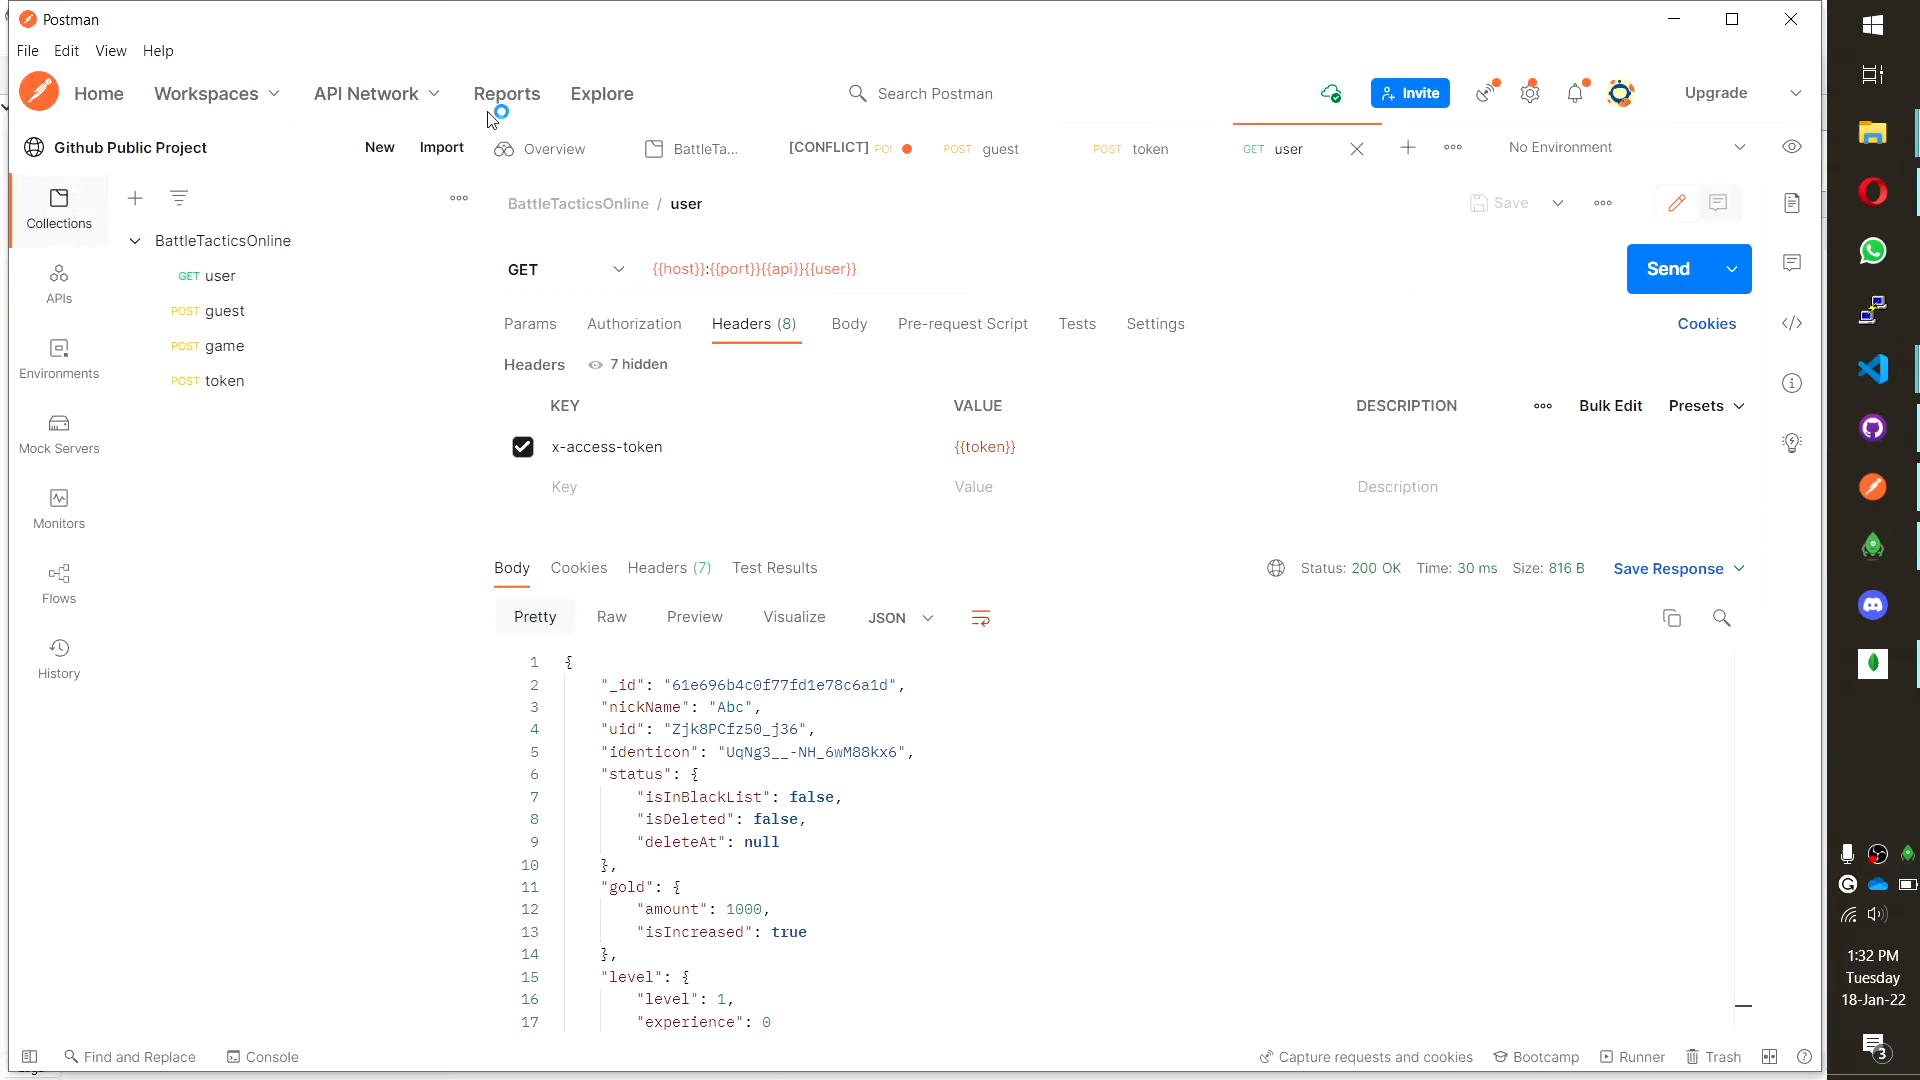 Postman
File Edit View Help
Home Workspaces API Network Reports Explore Search Postman Invite Upgrade
Github Public Project New Import Overview BattleTa... [CONFLICT] POS POST guest POST token GET user No Environment
Collections
BattleTacticsOnline / user Save
BattleTacticsOnline
GET user
POST guest
POST game
POST token
APIs
Environments
Mock Servers
Monitors
Flows
History
GET {{host}}:{{port}}{{api}}{{user}} Send
Params Authorization Headers (8) Body Pre-request Script Tests Settings Cookies
Headers 7 hidden
KEY VALUE DESCRIPTION Bulk Edit Presets
x-access-token {{token}}
Key Value Description
Body Cookies Headers (7) Test Results Status: 200 OK Time: 30 ms Size: 816 B Save Response
Pretty Raw Preview Visualize JSON
1 {
2 "_id": "61e696b4c0f77fd1e78c6a1d",
3 "nickName": "Abc",
4 "uid": "Zjk8PCfz50_j36",
5 "identicon": "UqNg3__-NH_6wM88kx6",
6 "status": {
7 "isInBlackList": false,
8 "isDeleted": false,
9 "deleteAt": null
10 },
11 "gold": {
12 "amount": 1000,
13 "isIncreased": true
14 },
15 "level": {
16 "level": 1,
17 "experience": 0
Find and Replace Console Capture requests and cookies Bootcamp Runner Trash
1:32 PM
Tuesday
18-Jan-22
3